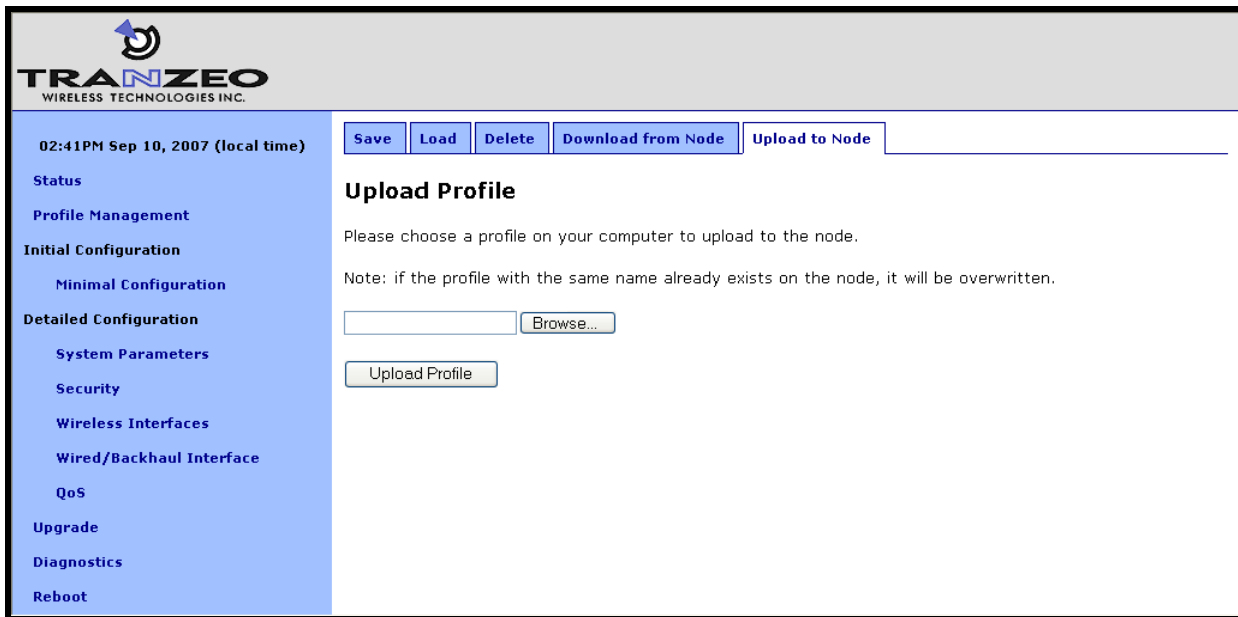 TRANZEO
WIRELESS TECHNOLOGIES INC.
02:41PM Sep 10, 2007 (local time)
Status
Profile Management
Initial Configuration
Minimal Configuration
Detailed Configuration
System Parameters
Security
Wireless Interfaces
Wired/Backhaul Interface
QoS
Upgrade
Diagnostics
Reboot
Save Load Delete Download from Node Upload to Node
Upload Profile
Please choose a profile on your computer to upload to the node.
Note: if the profile with the same name already exists on the node, it will be overwritten.
Browse...
Upload Profile